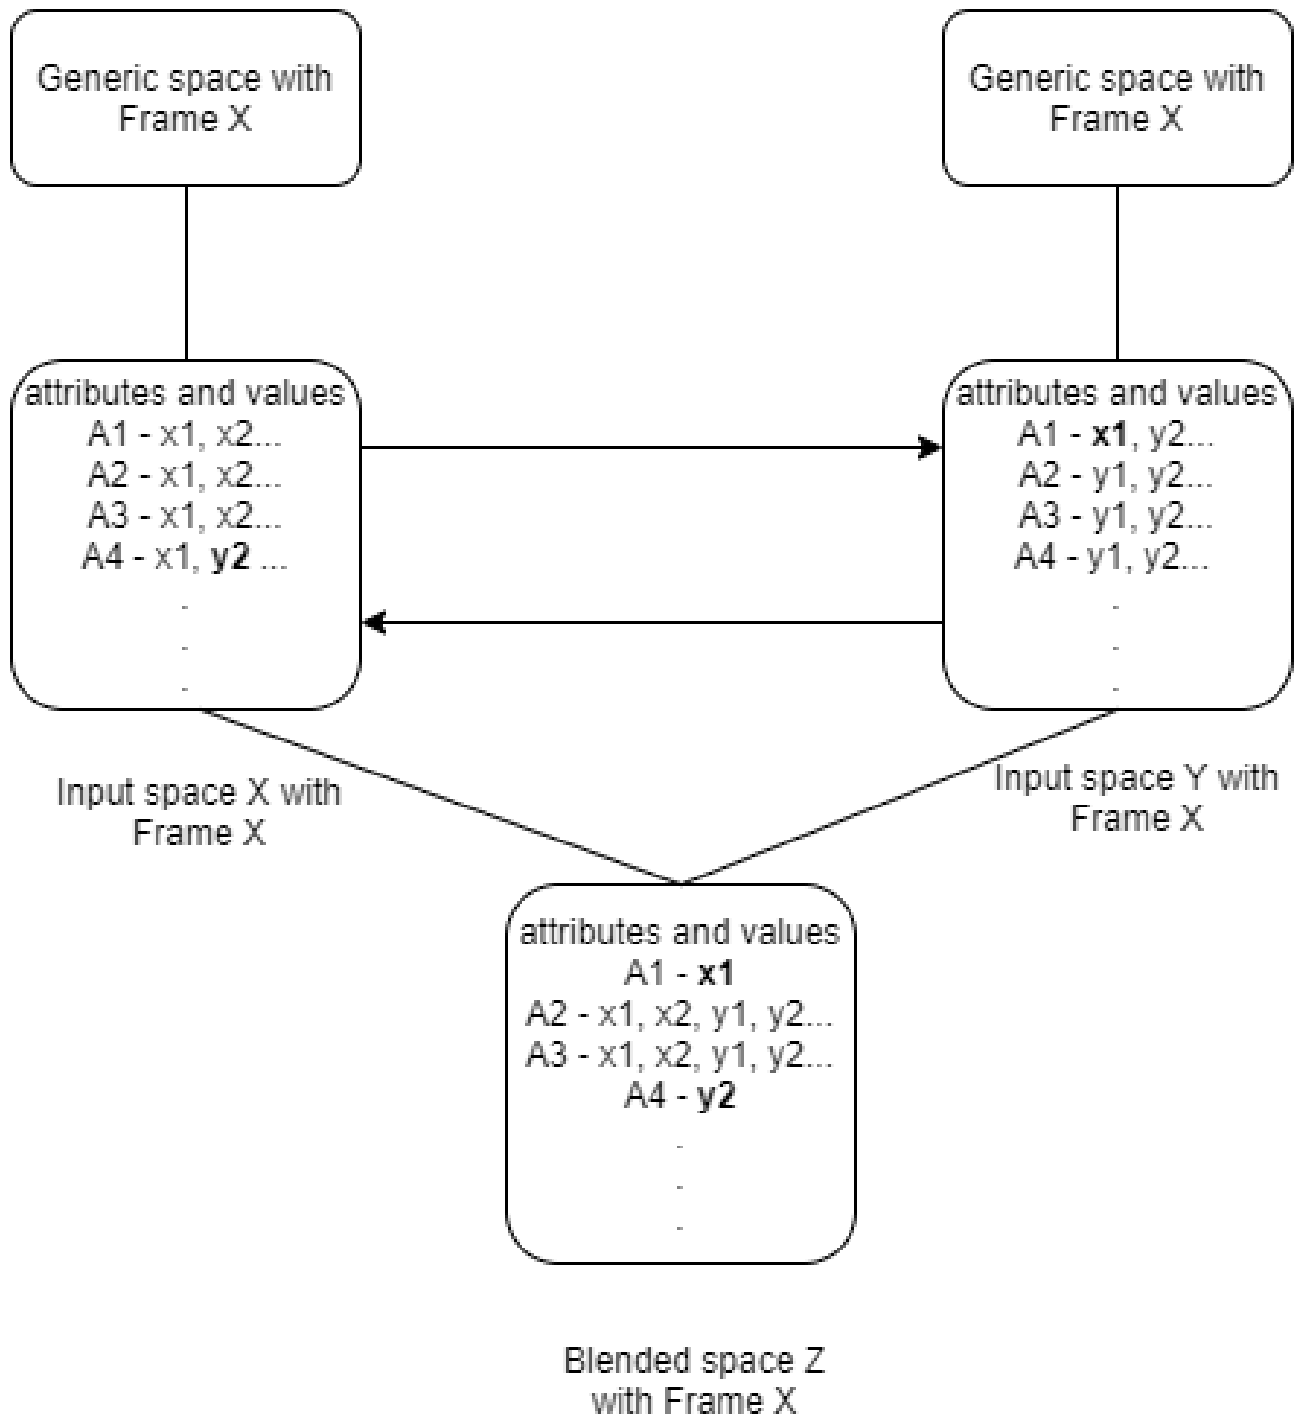 Generic space with
Frame X
Generic space with
Frame X
attributes and values
A1 - x1, x2...
A2 - x1, x2...
A3 - x1, x2...
A4 - x1, y2 ...
.
.
.
attributes and values
A1 - x1, y2...
A2 - y1, y2...
A3 - y1, y2...
A4 - y1, y2...
.
.
.
Input space X with
Frame X
Input space Y with
Frame X
attributes and values
A1 - x1
A2 - x1, x2, y1, y2...
A3 - x1, x2, y1, y2...
A4 - y2
.
.
.
Blended space Z
with Frame X